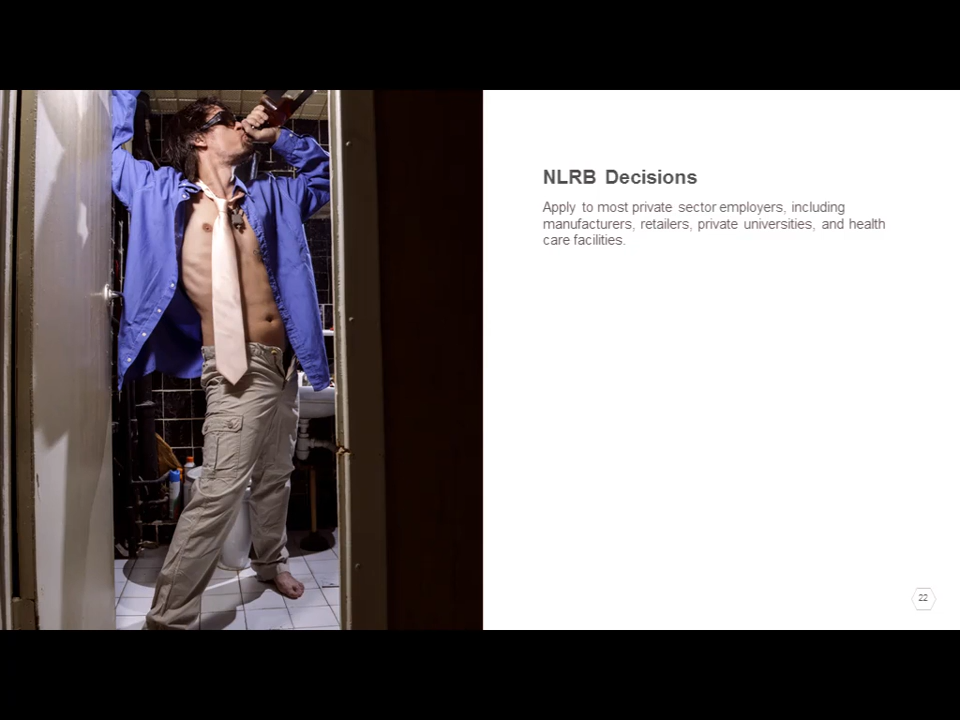 NLRB Decisions
Apply to most private sector employers, including
manufacturers, retailers, private universities, and health
care facilities.
22